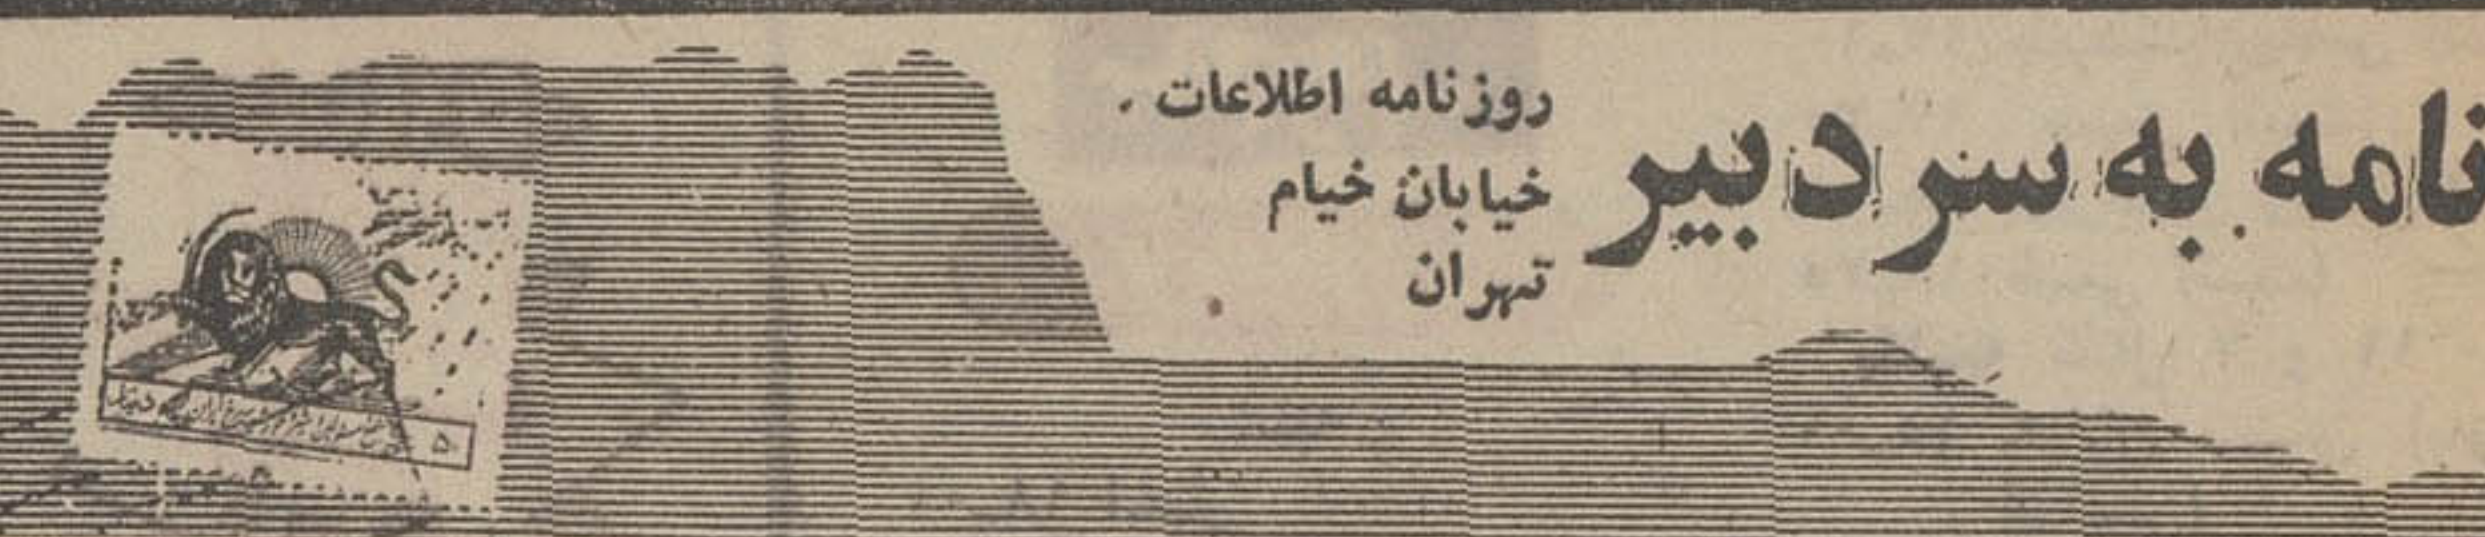 نامه به سردبیر
روزنامه اطلاعات .
خیابان خیام
تهران